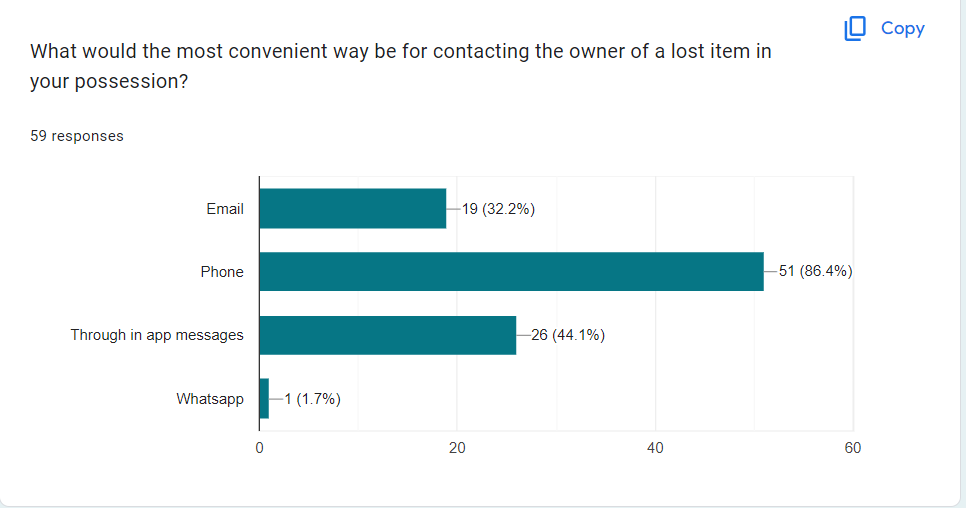 Copy
What would the most convenient way be for contacting the owner of a lost item in
your possession?
59 responses
Email
19 (32.2%)
Phone
51 (86.4%)
Through in app messages
26 (44.1%)
Whatsapp
1 (1.7%)
0 20 40 60